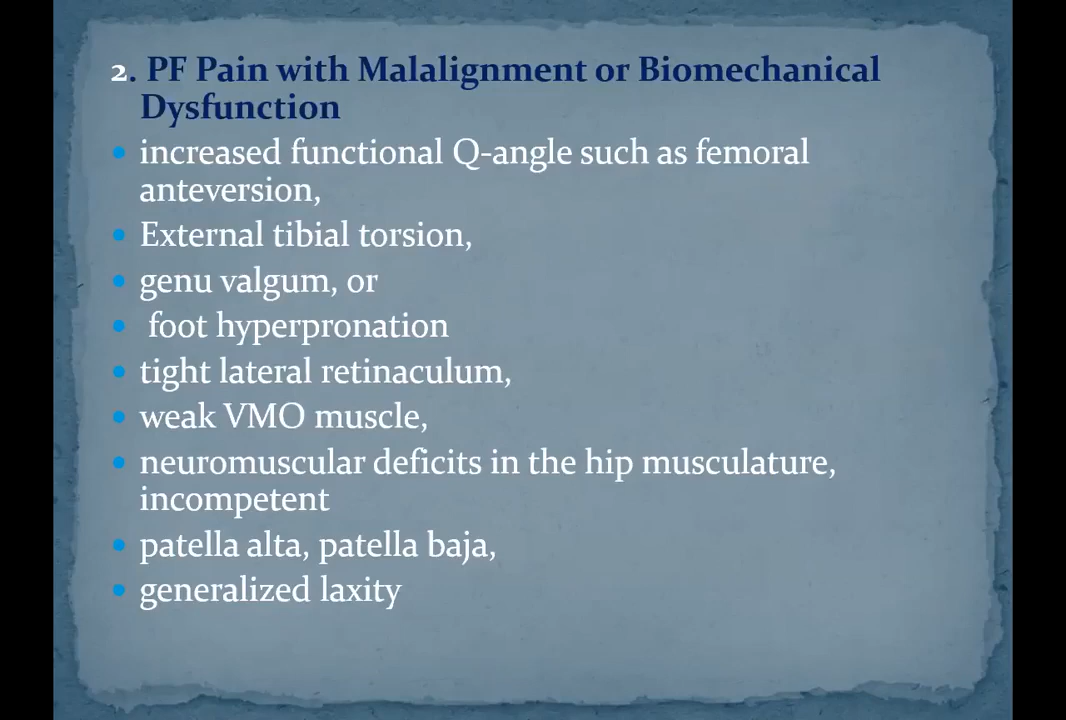 2. PF Pain with Malalignment or Biomechanical
Dysfunction
• increased functional Q-angle such as femoral
anteversion,
• External tibial torsion,
• genu valgum, or
• foot hyperpronation
• tight lateral retinaculum,
• weak VMO muscle,
• neuromuscular deficits in the hip musculature,
incompetent
• patella alta, patella baja,
• generalized laxity